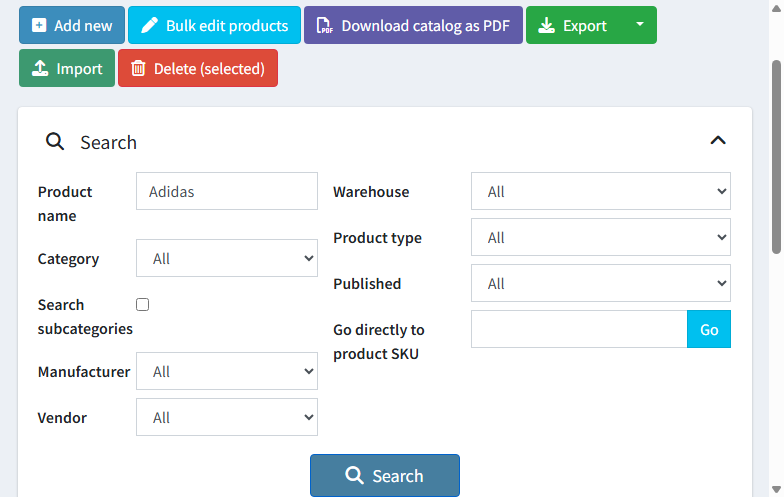 Add new
Bulk edit products
PDF Download catalog as PDF
Export
Import
Delete (selected)
Search
Product name
Adidas
Category
All
Search subcategories
Manufacturer
All
Vendor
All
Warehouse
All
Product type
All
Published
All
Go directly to product SKU
Go
Search